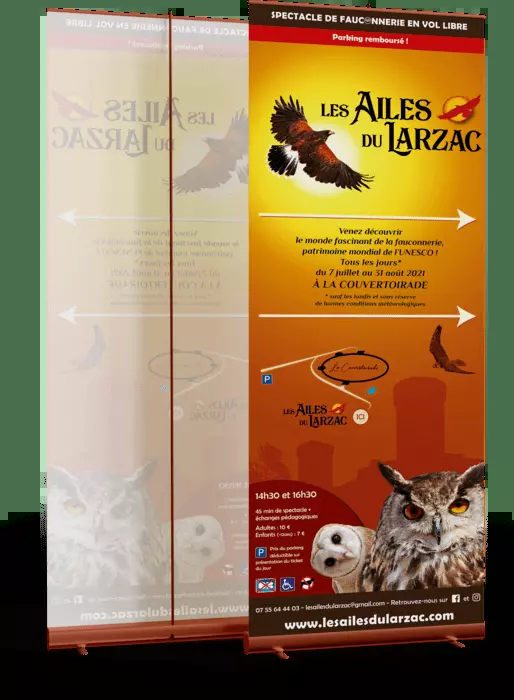 SPECTACLE DE FAUCONNERIE EN VOL LIBRE
Parking remboursé !
LES AILES
DU LARZAC
Venez découvrir
le monde fascinant de la fauconnerie,
patrimoine mondial de l'UNESCO !
Tous les jours*
du 7 juillet au 31 août 2021
À LA COUVERTOIRADE
* sauf les lundis et sous réserve
de bonnes conditions météorologiques
La Couvertoirade
P
LES AILES
DU LARZAC
ICI
14h30 et 16h30
45 min de spectacle +
échanges pédagogiques
Adultes : 10 €
Enfants (-12ans) : 7 €
P
Prix du parking
déductible sur
présentation du ticket
du jour
07 55 64 44 03 - lesailesdularzac@gmail.com - Retrouvez-nous sur f et
www.lesailesdularzac.com